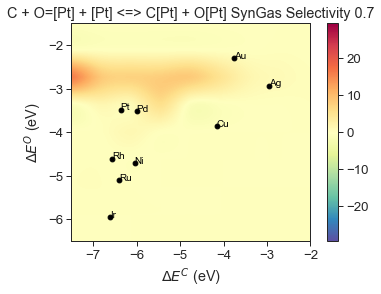 C + O=[Pt] + [Pt] <=> C[Pt] + O[Pt] SynGas Selectivity 0.7
−2
−3
−4
−5
−6
ΔE^O (eV)
Au
Ag
Pt
Pd
Cu
Rh
Ni
Ru
Ir
−7
−6
−5
−4
−3
−2
ΔE^C (eV)
20
10
0
−10
−20